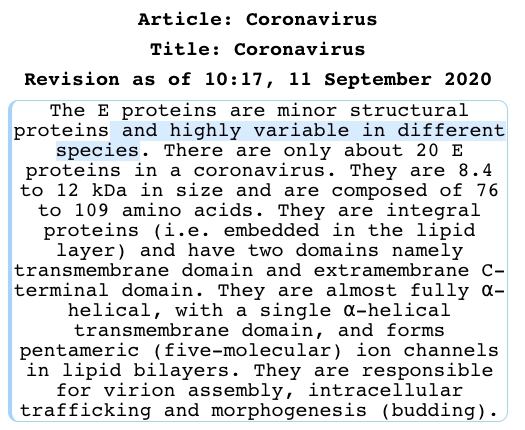 Article: Coronavirus
Title: Coronavirus
Revision as of 10:17, 11 September 2020
The E proteins are minor structural
proteins and highly variable in different
species. There are only about 20 E
proteins in a coronavirus. They are 8.4
to 12 kDa in size and are composed of 76
to 109 amino acids. They are integral
proteins (i.e. embedded in the lipid
layer) and have two domains namely
transmembrane domain and extramembrane C-
terminal domain. They are almost fully α-
helical, with a single α-helical
transmembrane domain, and forms
pentameric (five-molecular) ion channels
in lipid bilayers. They are responsible
for virion assembly, intracellular
trafficking and morphogenesis (budding).